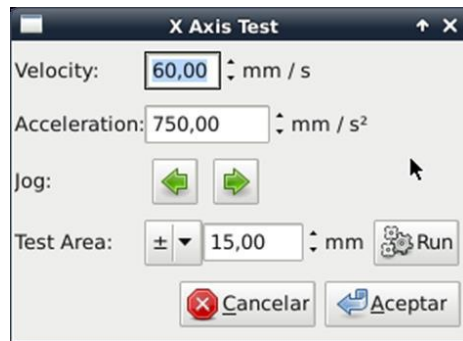 X Axis Test
Velocity: 60,00 mm / s
Acceleration: 750,00 mm / s²
Jog:
Test Area: ± 15,00 mm Run
Cancelar Aceptar